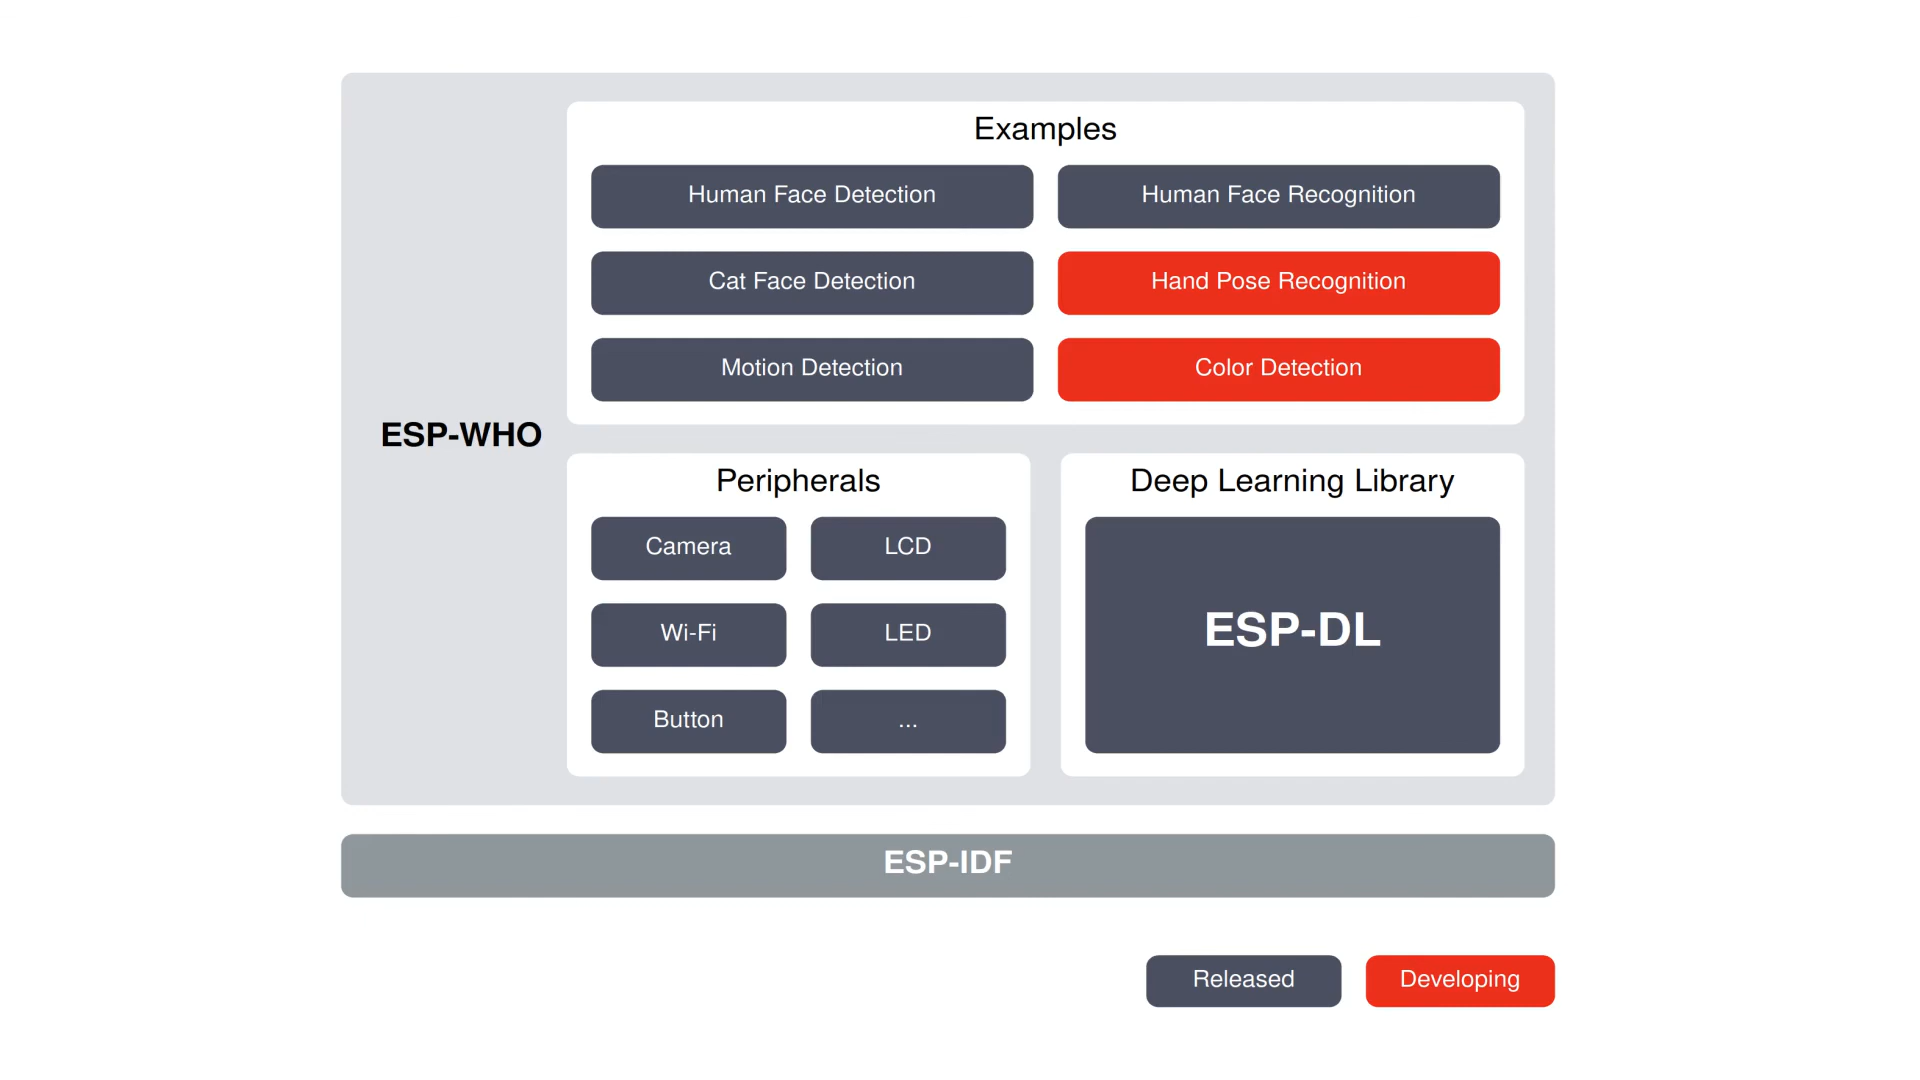 Examples
Human Face Detection
Human Face Recognition
Cat Face Detection
Hand Pose Recognition
Motion Detection
Color Detection
ESP-WHO
Peripherals
Camera
LCD
Wi-Fi
LED
Button
...
Deep Learning Library
ESP-DL
ESP-IDF
Released
Developing